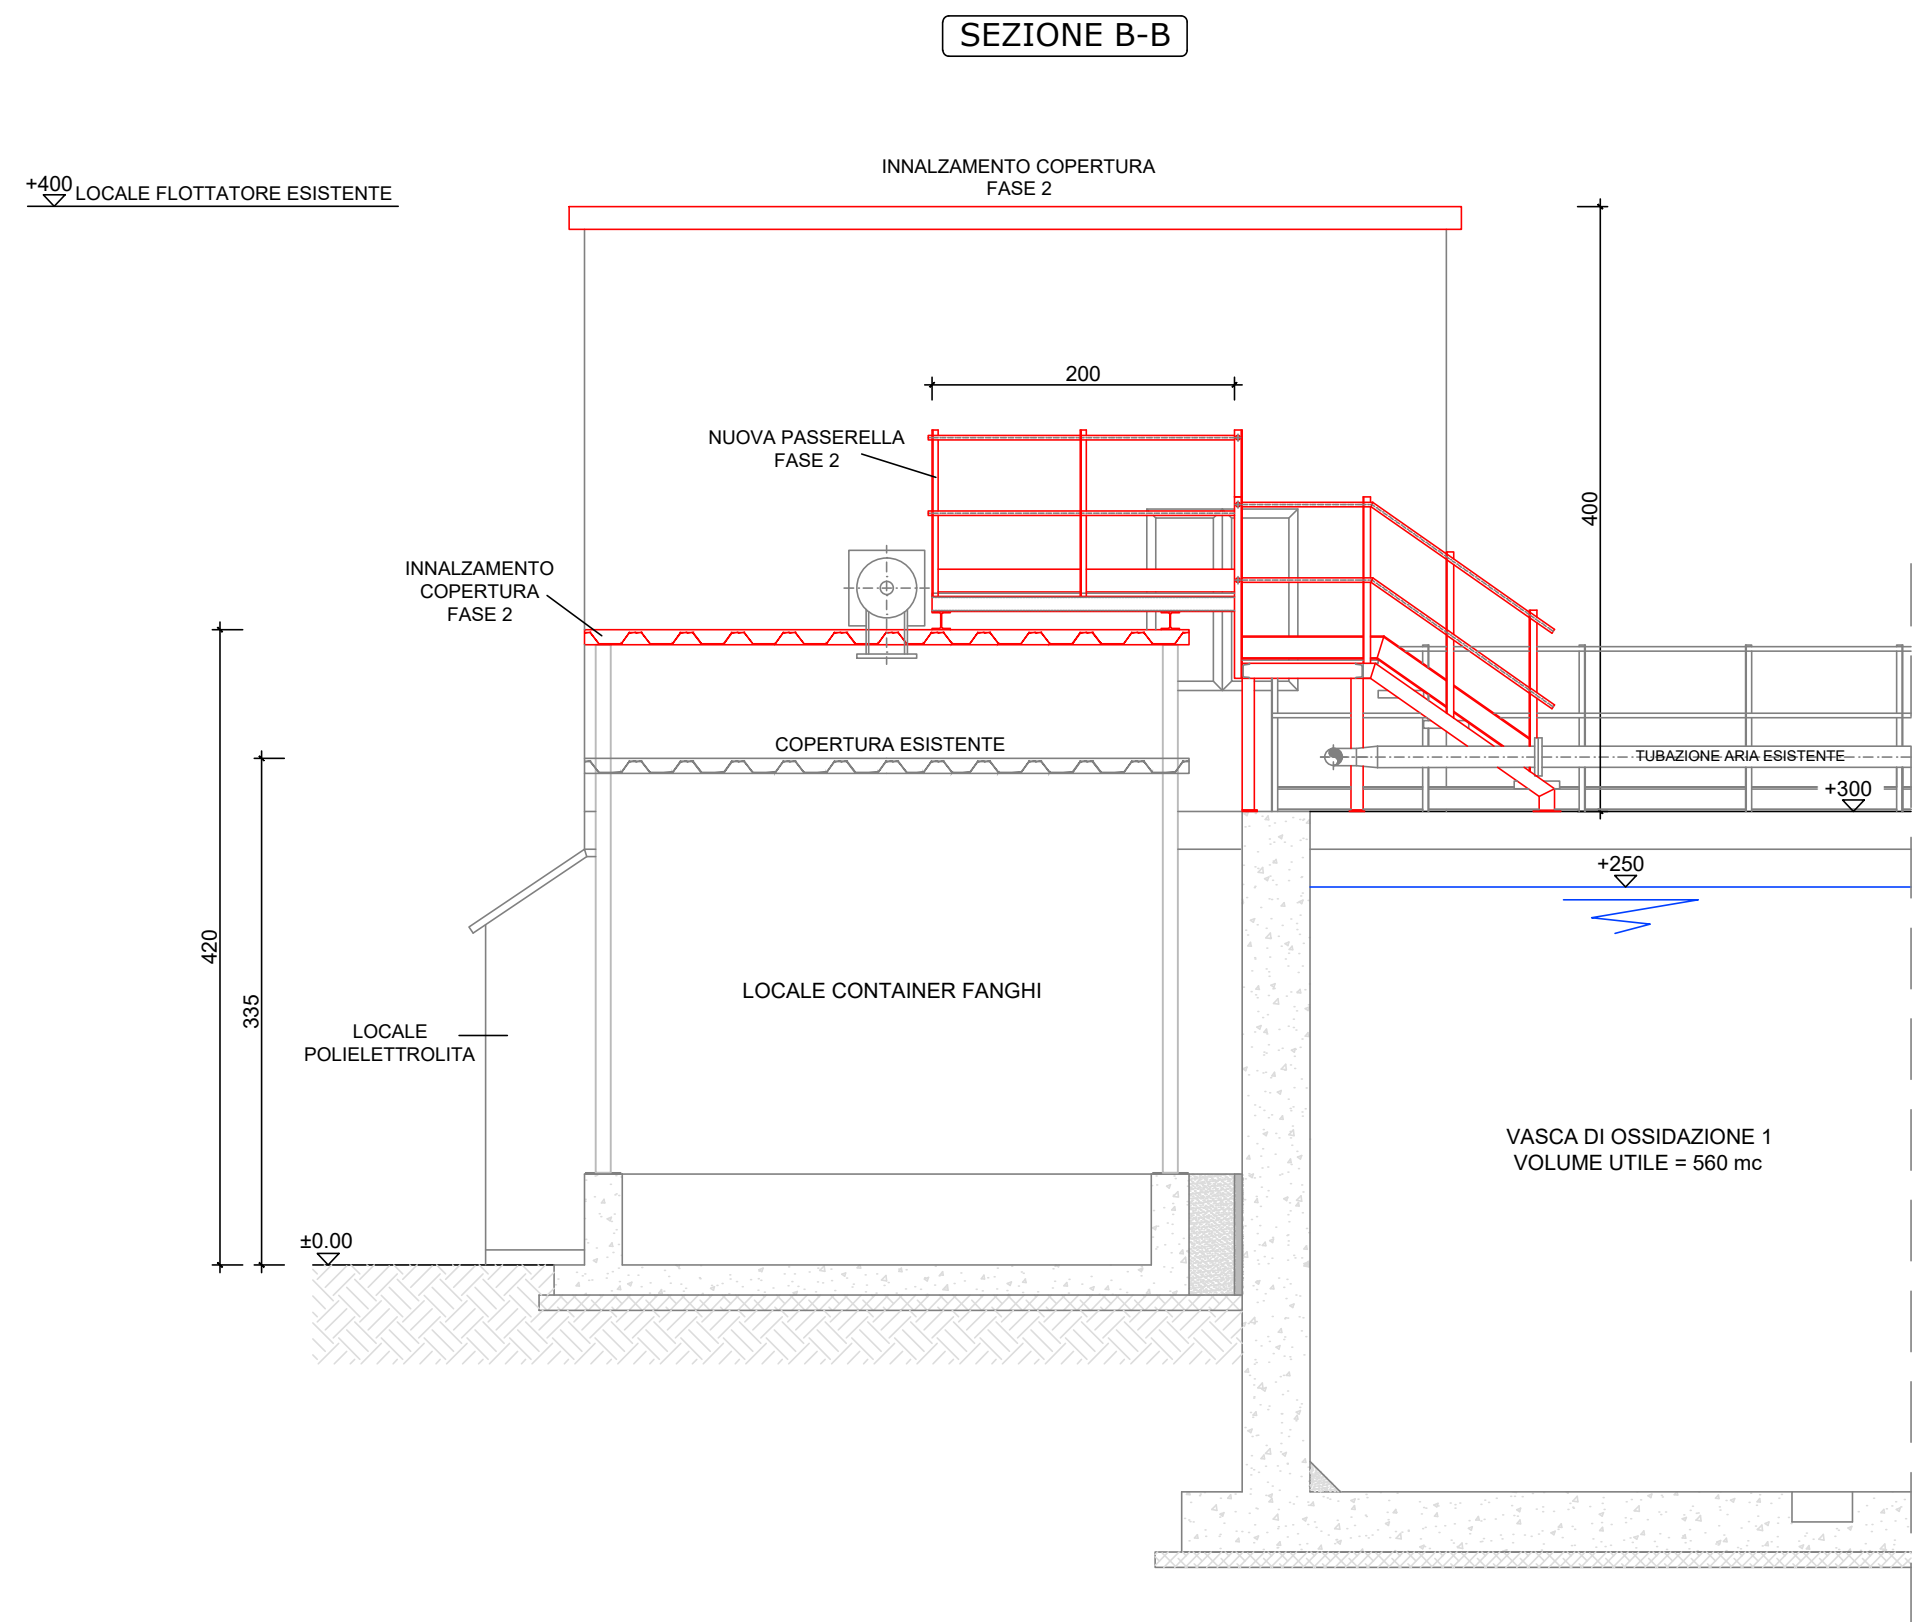 SEZIONE B-B
INNALZAMENTO COPERTURA
FASE 2
+400
LOCALE FLOTTATORE ESISTENTE
200
NUOVA PASSERELLA
FASE 2
400
INNALZAMENTO
COPERTURA
FASE 2
COPERTURA ESISTENTE
TUBAZIONE ARIA ESISTENTE
+300
+250
420
335
LOCALE CONTAINER FANGHI
LOCALE
POLIELETTROLITA
VASCA DI OSSIDAZIONE 1
VOLUME UTILE = 560 mc
±0.00